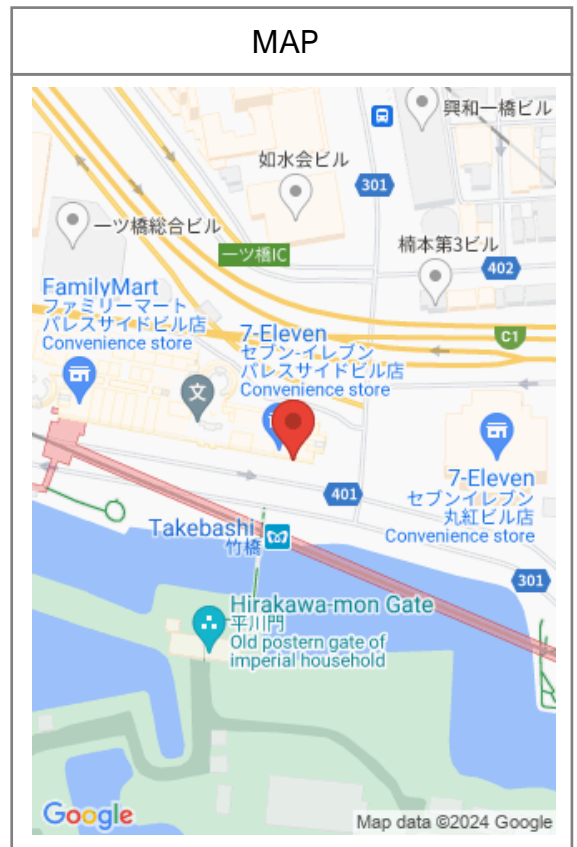 MAP
興和一橋ビル
如水会ビル
301
一ツ橋総合ビル
楠本第3ビル
一ツ橋IC
402
FamilyMart
ファミリーマート
パレスサイドビル店
Convenience store
7-Eleven
セブン-イレブン
パレスサイドビル店
Convenience store
C1
文
7-Eleven
セブンイレブン
丸紅ビル店
Convenience store
401
Takebashi
竹橋
301
Hirakawa-mon Gate
平川門
Old postern gate of
imperial household
Google
Map data ©2024 Google